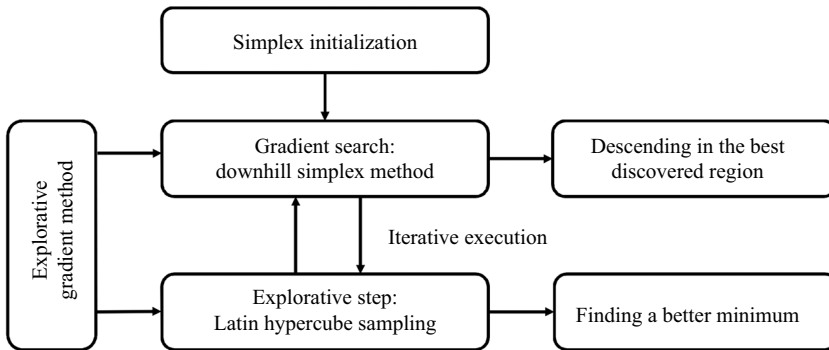 Simplex initialization
Explorative
gradient method
Gradient search:
downhill simplex method
Descending in the best
discovered region
Iterative execution
Explorative step:
Latin hypercube sampling
Finding a better minimum